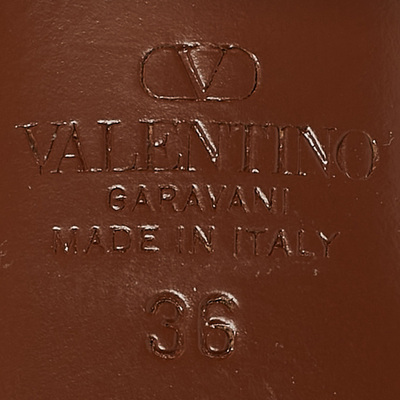 V
VALENTINO
GARAVANI
MADE IN ITALY
36